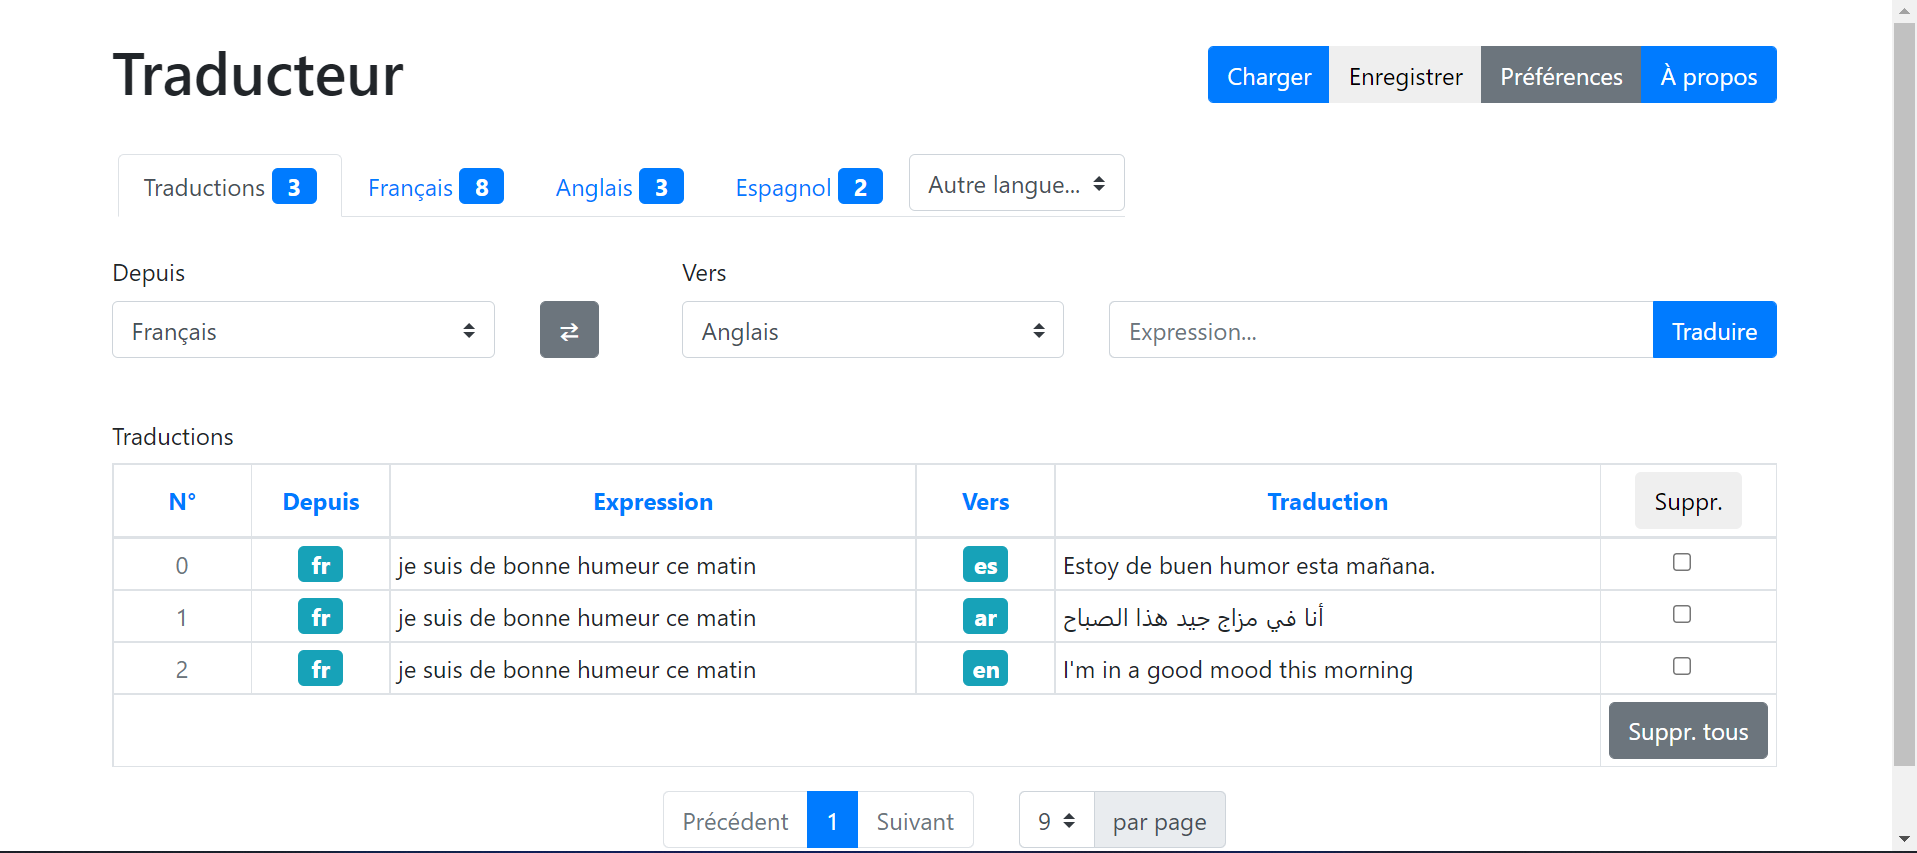 Traducteur
Charger Enregistrer Préférences À propos
Traductions 3 Français 8 Anglais 3 Espagnol 2 Autre langue...
Depuis Vers
Français ⇄ Anglais Expression... Traduire
Traductions
N° Depuis Expression Vers Traduction Suppr.
0 fr je suis de bonne humeur ce matin es Estoy de buen humor esta mañana.
1 fr je suis de bonne humeur ce matin ar أنا في مزاج جيد هذا الصباح
2 fr je suis de bonne humeur ce matin en I'm in a good mood this morning
Suppr. tous
Précédent 1 Suivant 9 par page